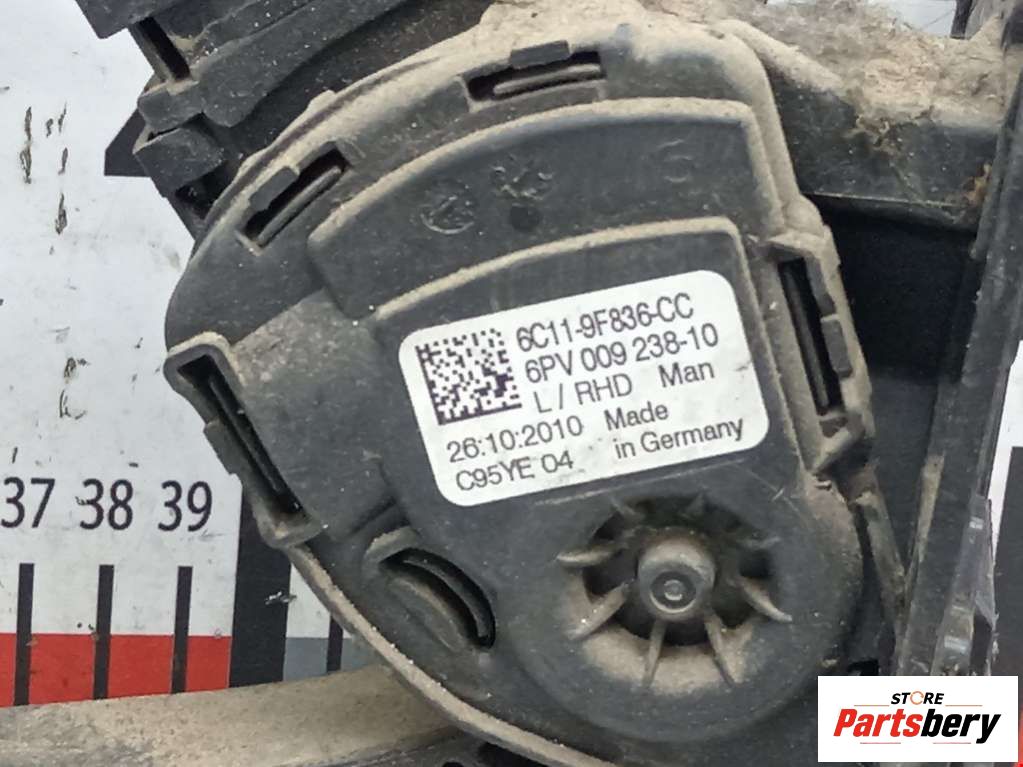 6C11-9F836-CC
6PV 009 238-10
L / RHD Man
26:10:2010 Made
C95YE 04 in Germany
37 38 39
STORE
Partsbery